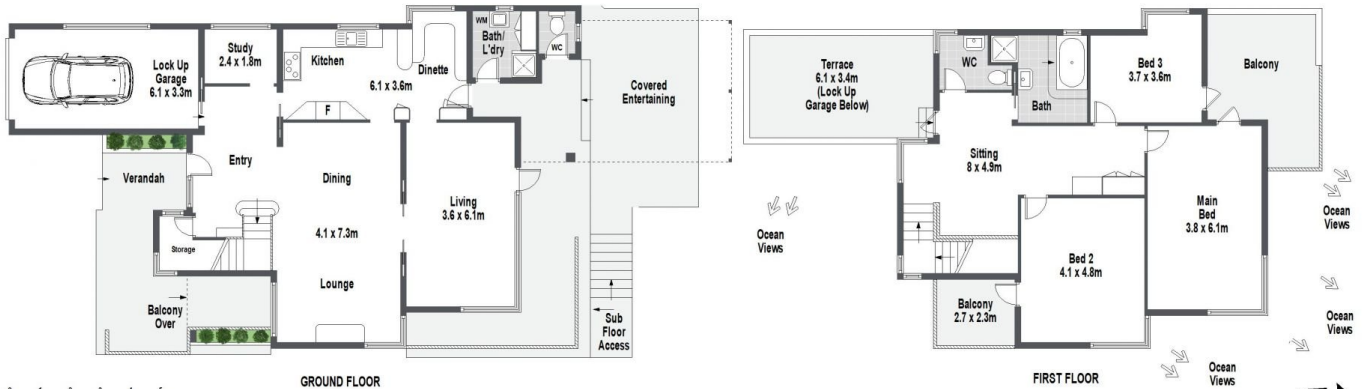 Lock Up
Garage
6.1 x 3.3m
Study
2.4 x 1.8m
Kitchen
6.1 x 3.6m
Dinette
F
WM
Bath/
L'dry
WC
Covered
Entertaining
Verandah
Entry
Storage
Dining
4.1 x 7.3m
Lounge
Living
3.6 x 6.1m
Balcony
Over
Sub
Floor
Access
GROUND FLOOR
Terrace
6.1 x 3.4m
(Lock Up
Garage Below)
WC
Bath
Bed 3
3.7 x 3.6m
Balcony
Sitting
8 x 4.9m
Ocean
Views
Main
Bed
3.8 x 6.1m
Ocean
Views
Bed 2
4.1 x 4.8m
Balcony
2.7 x 2.3m
Ocean
Views
Ocean
Views
FIRST FLOOR